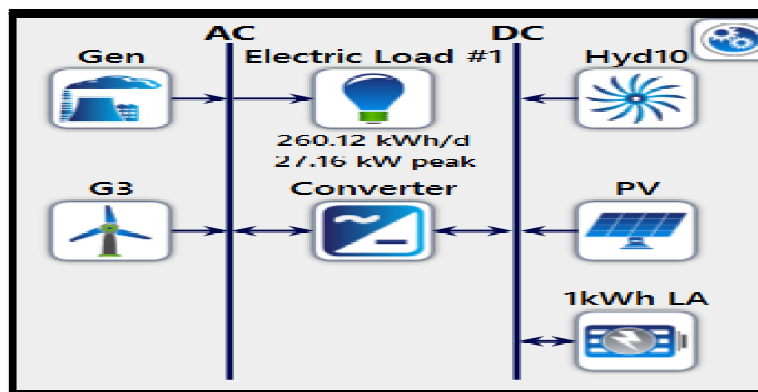 AC DC
Gen Electric Load #1 Hyd10
260.12 kWh/d
27.16 kW peak
G3 Converter PV
1kWh LA